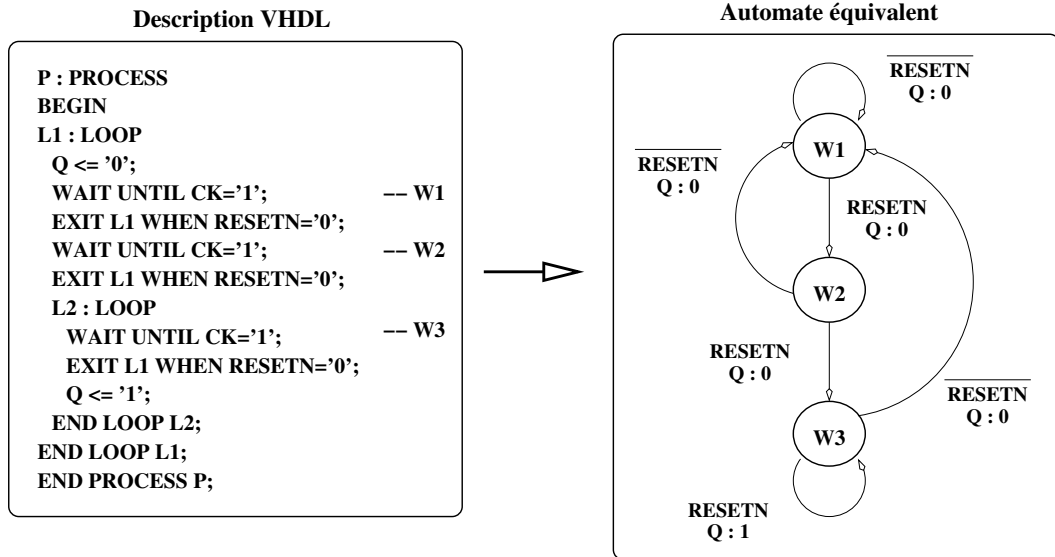 Description VHDL
P : PROCESS
BEGIN
L1 : LOOP
Q <= '0';
WAIT UNTIL CK='1'; -- W1
EXIT L1 WHEN RESETN='0';
WAIT UNTIL CK='1'; -- W2
EXIT L1 WHEN RESETN='0';
L2 : LOOP
WAIT UNTIL CK='1'; -- W3
EXIT L1 WHEN RESETN='0';
Q <= '1';
END LOOP L2;
END LOOP L1;
END PROCESS P;
Automate équivalent
RESETN
Q : 0
W1
RESETN
Q : 0
RESETN
Q : 0
W2
RESETN
Q : 0
RESETN
Q : 0
W3
RESETN
Q : 1